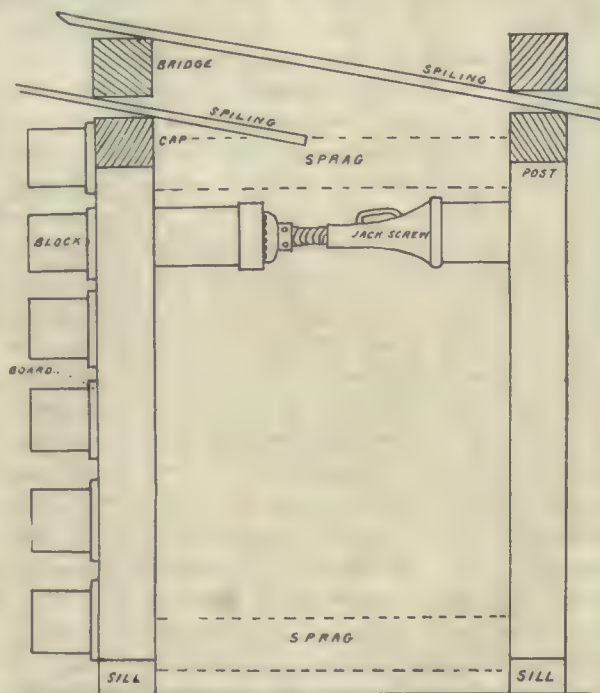 BRIDGE
SPILING
SPILING
CAP
SPRAG
POST
BLOCK
JACK SCREW
BOARD..
SPRAG
SILL
SILL